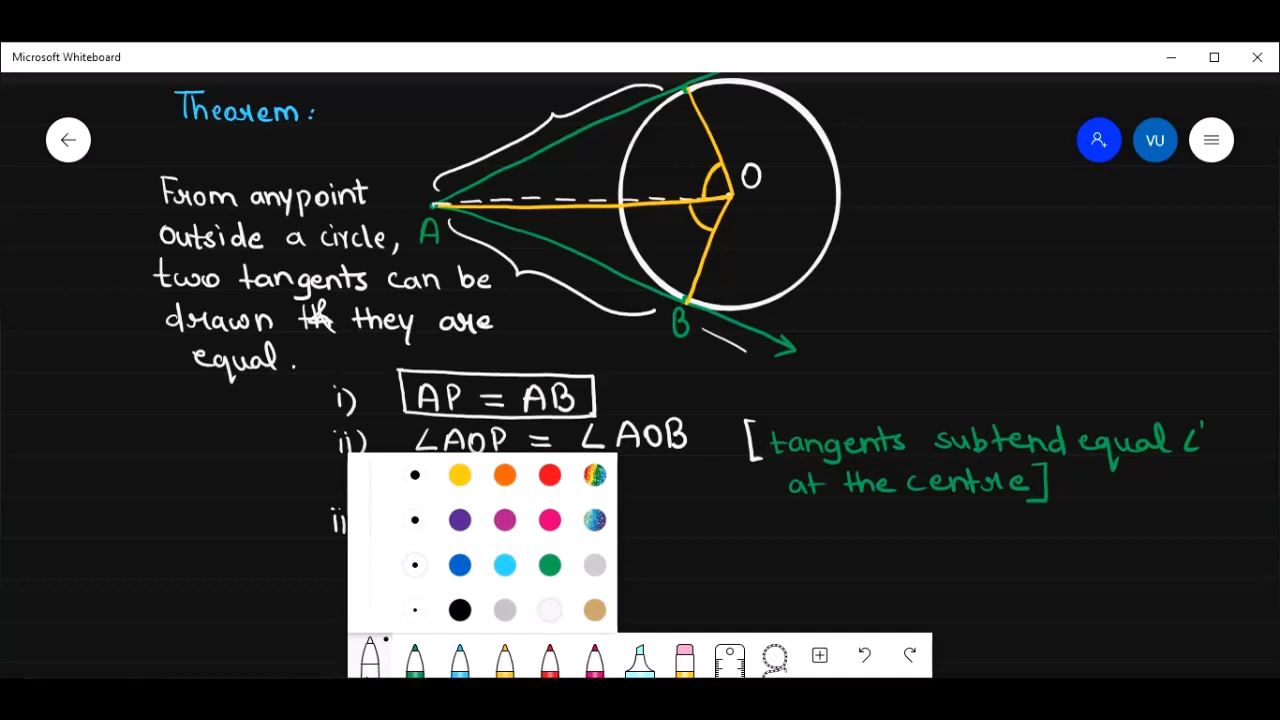 Microsoft Whiteboard
Theorem:
VU
O
From anypoint
outside a circle,
A
two tangents can be
drawn they are
B
equal.
i) AP = AB
ii) ∠AOP = ∠AOB [tangents subtend equal ∠'
at the centre]
ii